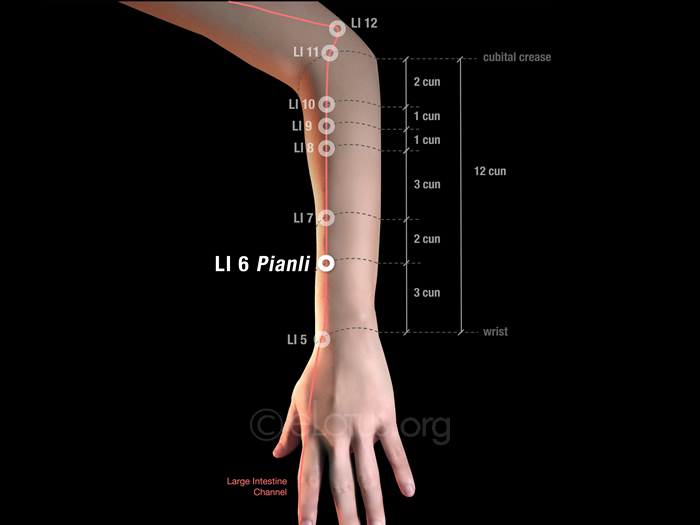 LI 12
LI 11
cubital crease
2 cun
LI 10
1 cun
LI 9
1 cun
LI 8
12 cun
3 cun
LI 7
2 cun
LI 6 Pianli
3 cun
wrist
LI 5
© eLotus.org
Large Intestine
Channel